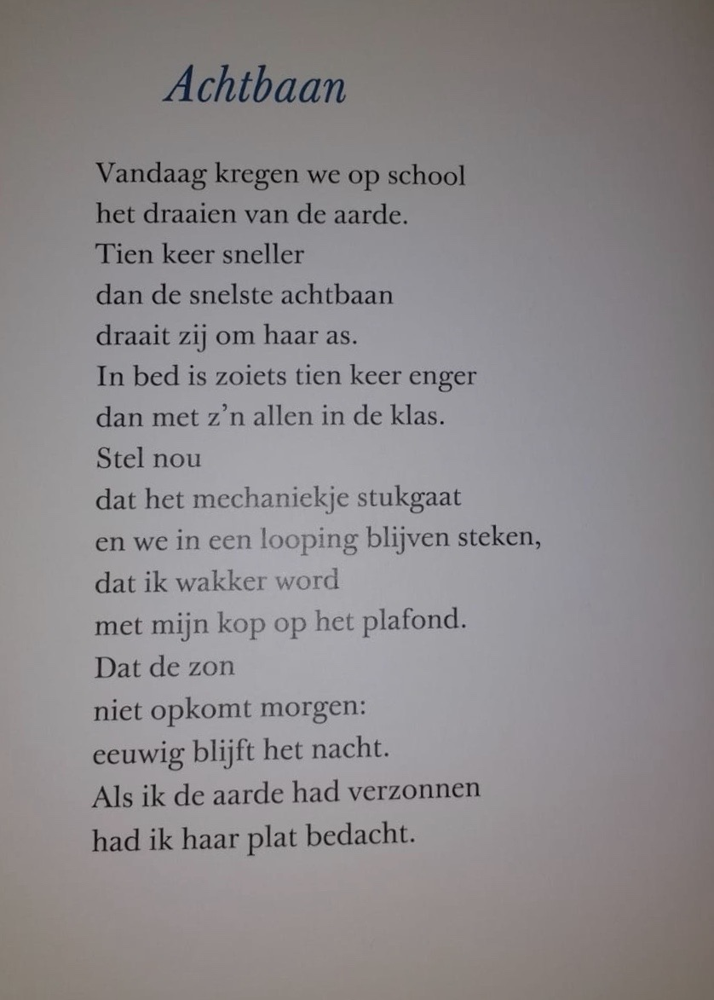 Achtbaan
Vandaag kregen we op school
het draaien van de aarde.
Tien keer sneller
dan de snelste achtbaan
draait zij om haar as.
In bed is zoiets tien keer enger
dan met z’n allen in de klas.
Stel nou
dat het mechaniekje stukgaat
en we in een looping blijven steken,
dat ik wakker word
met mijn kop op het plafond.
Dat de zon
niet opkomt morgen:
eeuwig blijft het nacht.
Als ik de aarde had verzonnen
had ik haar plat bedacht.